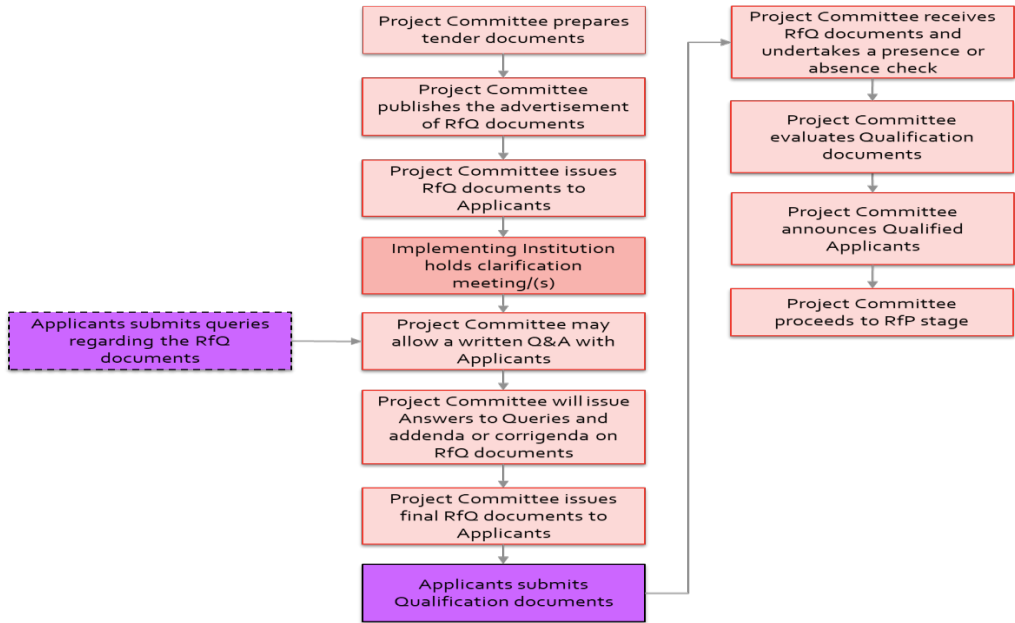 Project Committee prepares
tender documents
Project Committee
publishes the advertisement
of RfQ documents
Project Committee issues
RfQ documents to
Applicants
Implementing Institution
holds clarification
meeting/(s)
Applicants submits queries
regarding the RfQ
documents
Project Committee may
allow a written Q&A with
Applicants
Project Committee will issue
Answers to Queries and
addenda or corrigenda on
RfQ documents
Project Committee issues
final RfQ documents to
Applicants
Applicants submits
Qualification documents
Project Committee receives
RfQ documents and
undertakes a presence or
absence check
Project Committee
evaluates Qualification
documents
Project Committee
announces Qualified
Applicants
Project Committee
proceeds to RfP stage